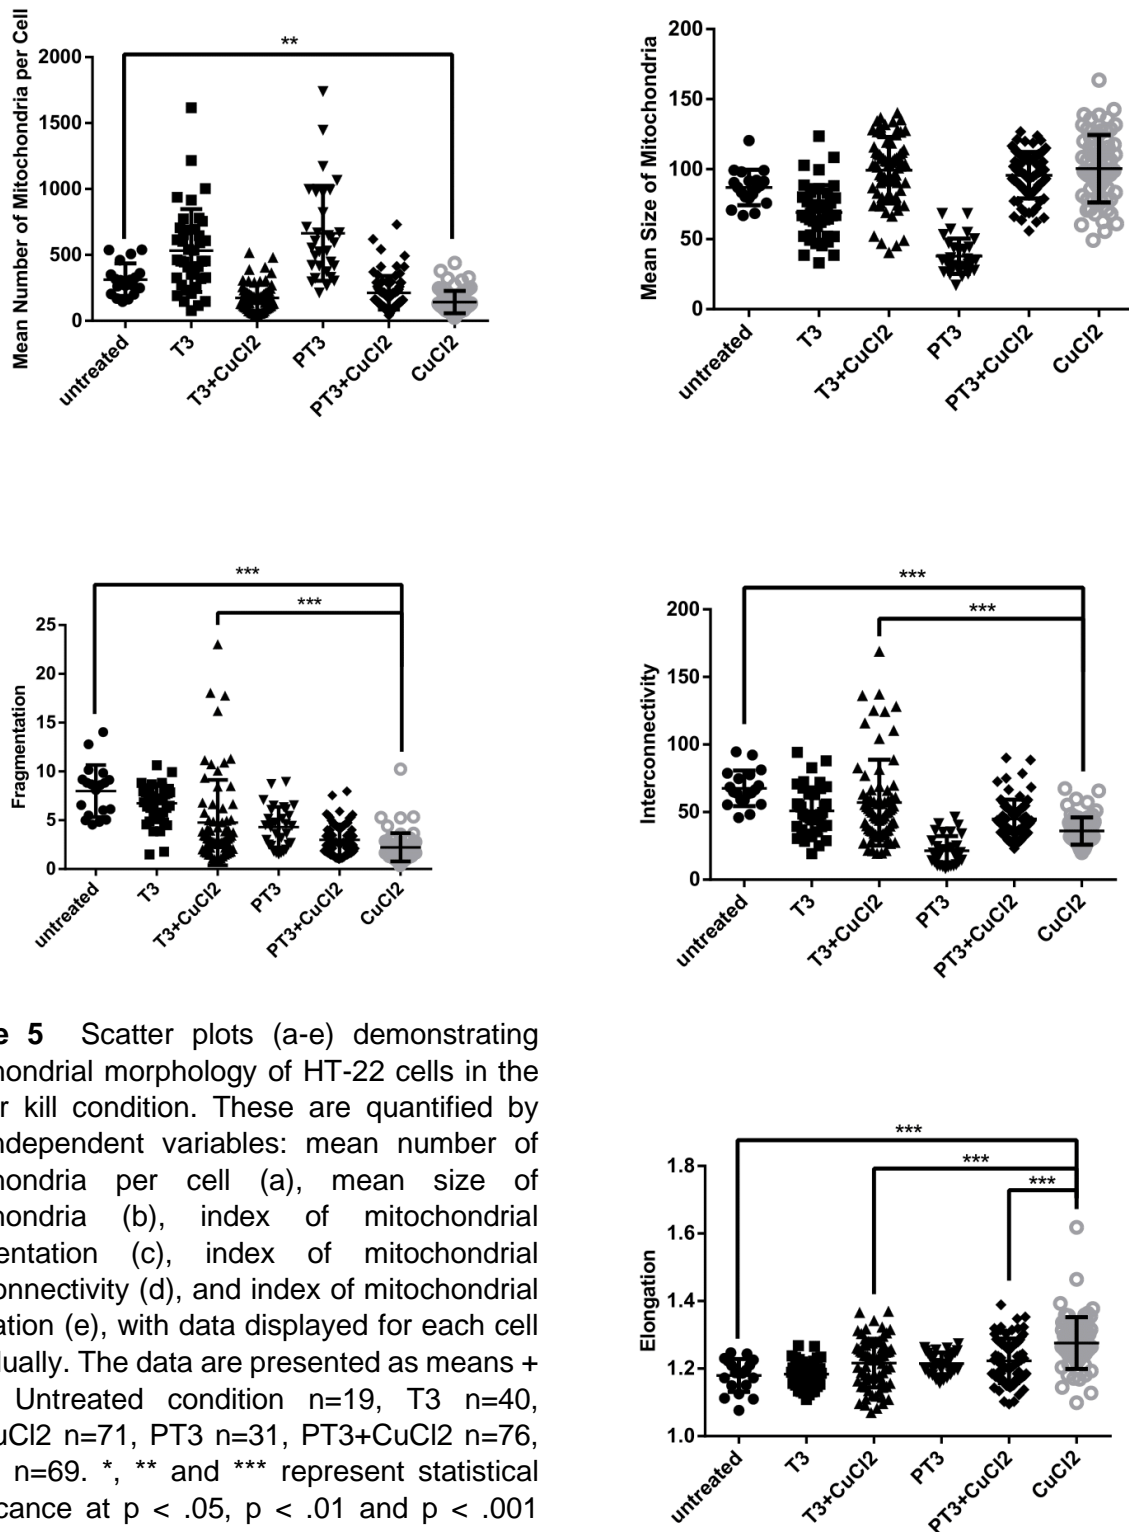 Mean Number of Mitochondria per Cell
**
2000
1500
1000
500
0
untreated
T3
T3+CuCl2
PT3
PT3+CuCl2
CuCl2
Mean Size of Mitochondria
200
150
100
50
0
untreated
T3
T3+CuCl2
PT3
PT3+CuCl2
CuCl2
Fragmentation
***
***
25
20
15
10
5
0
untreated
T3
T3+CuCl2
PT3
PT3+CuCl2
CuCl2
Interconnectivity
***
***
200
150
100
50
0
untreated
T3
T3+CuCl2
PT3
PT3+CuCl2
CuCl2
e 5 Scatter plots (a-e) demonstrating
hondrial morphology of HT-22 cells in the
r kill condition. These are quantified by
ndependent variables: mean number of
hondria per cell (a), mean size of
hondria (b), index of mitochondrial
entation (c), index of mitochondrial
onnectivity (d), and index of mitochondrial
ation (e), with data displayed for each cell
dually. The data are presented as means +
Untreated condition n=19, T3 n=40,
uCl2 n=71, PT3 n=31, PT3+CuCl2 n=76,
n=69. *, ** and *** represent statistical
cance at p < .05, p < .01 and p < .001
Elongation
***
***
***
1.8
1.6
1.4
1.2
1.0
untreated
T3
T3+CuCl2
PT3
PT3+CuCl2
CuCl2